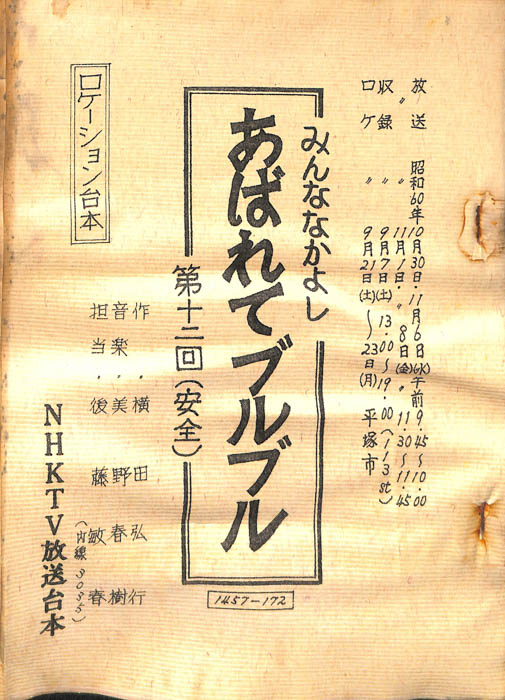 放送 昭和60年10月30日・11月6日(水)午前9.45~10.00
〃 〃 11月1日・〃 8日(金) 〃 11.30~11.45
収録 〃 9月7日(土) 13.00~19.00(113st)
ロケ 〃 9月21日(土)~23日(月) 平塚市
みんななかよし
あばれてブルブル
第十二回(安全)
1457-172
作 横田弘行
音楽・美野春樹
担当・後藤敏春
ロケーション台本
NHKTV放送台本
(内線3035)